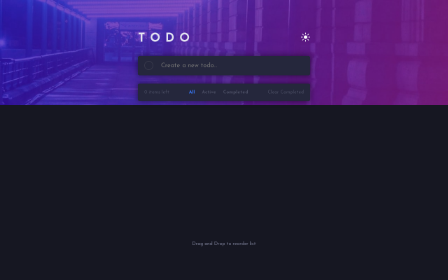 TODO
Create a new todo..
0 items left All Active Completed Clear Completed
Drag and Drop to reorder list